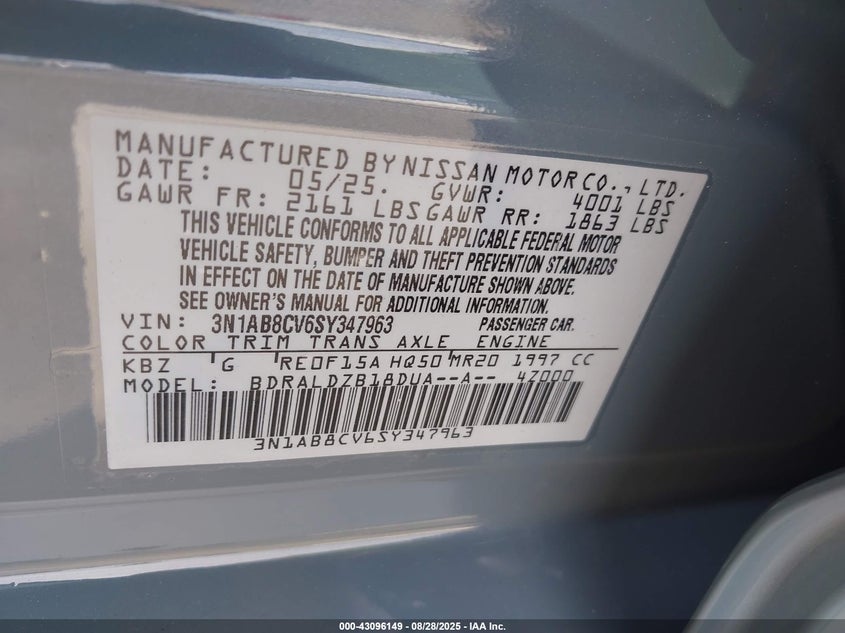 MANUFACTURED BY NISSAN MOTOR CO., LTD.
DATE: 05/25. GVWR: 4001 LBS
GAWR FR: 2161 LBS GAWR RR: 1863 LBS
THIS VEHICLE CONFORMS TO ALL APPLICABLE FEDERAL MOTOR
VEHICLE SAFETY, BUMPER AND THEFT PREVENTION STANDARDS
IN EFFECT ON THE DATE OF MANUFACTURE SHOWN ABOVE.
SEE OWNER'S MANUAL FOR ADDITIONAL INFORMATION.
VIN: 3N1AB8CV6SY347963 PASSENGER CAR.
COLOR TRIM TRANS AXLE ENGINE
KBZ G RE0F15A HQ50 MR20 1997 CC
MODEL: BDRALDZB18DUA--A-- 4Z000
3N1AB8CV6SY347963
000-43096149 - 08/28/2025 - IAA Inc.